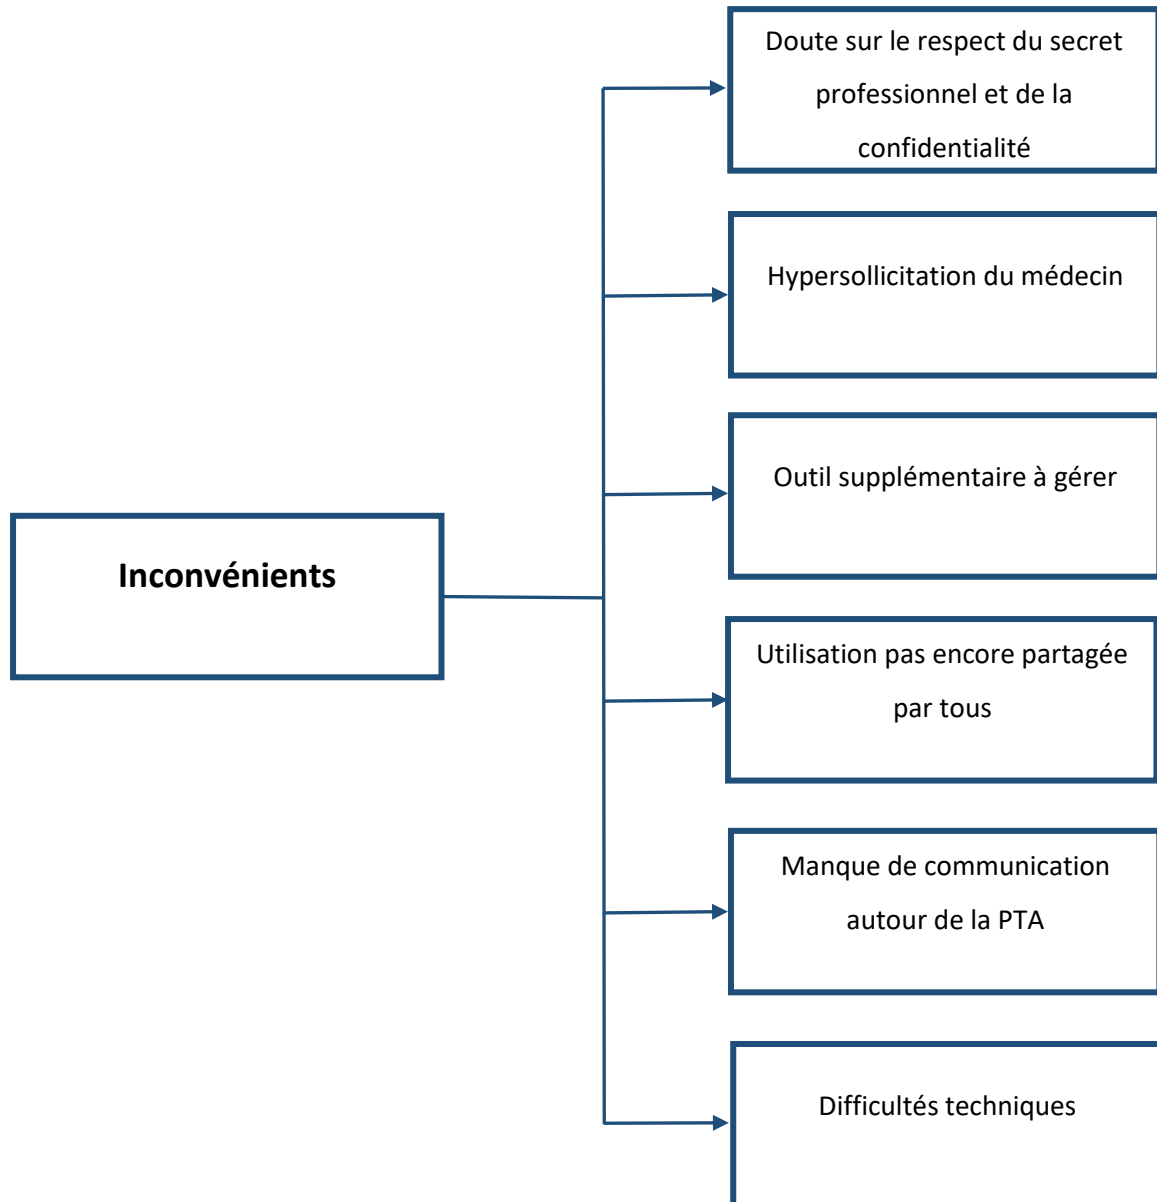 Doute sur le respect du secret
professionnel et de la
confidentialité
Hypersollicitation du médecin
Outil supplémentaire à gérer
Inconvénients
Utilisation pas encore partagée
par tous
Manque de communication
autour de la PTA
Difficultés techniques